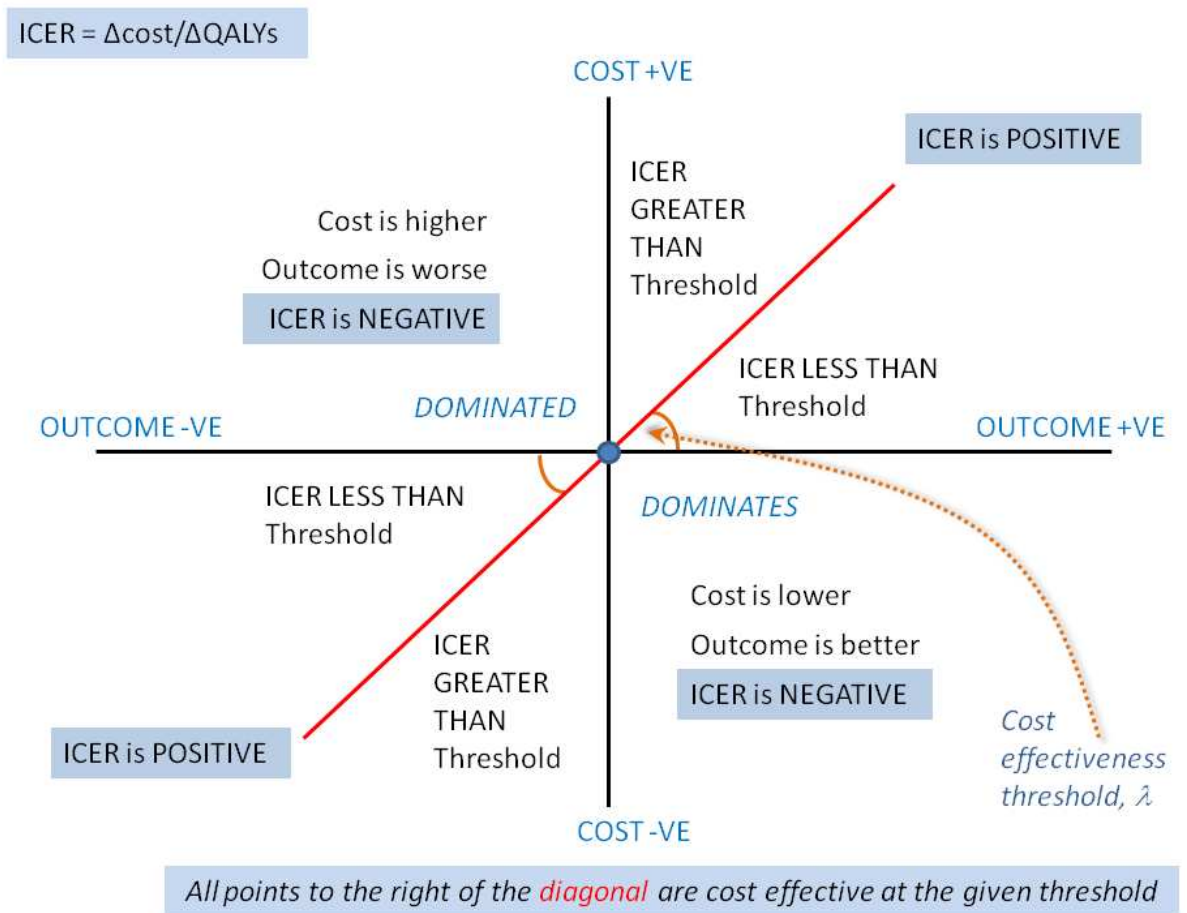 ICER = Δcost/ΔQALYs
COST +VE
ICER is POSITIVE
ICER
GREATER
THAN
Threshold
Cost is higher
Outcome is worse
ICER is NEGATIVE
ICER LESS THAN
Threshold
DOMINATED
OUTCOME -VE
OUTCOME +VE
ICER LESS THAN
Threshold
DOMINATES
Cost is lower
Outcome is better
ICER is NEGATIVE
ICER
GREATER
THAN
Threshold
ICER is POSITIVE
Cost
effectiveness
threshold, λ
COST -VE
All points to the right of the diagonal are cost effective at the given threshold